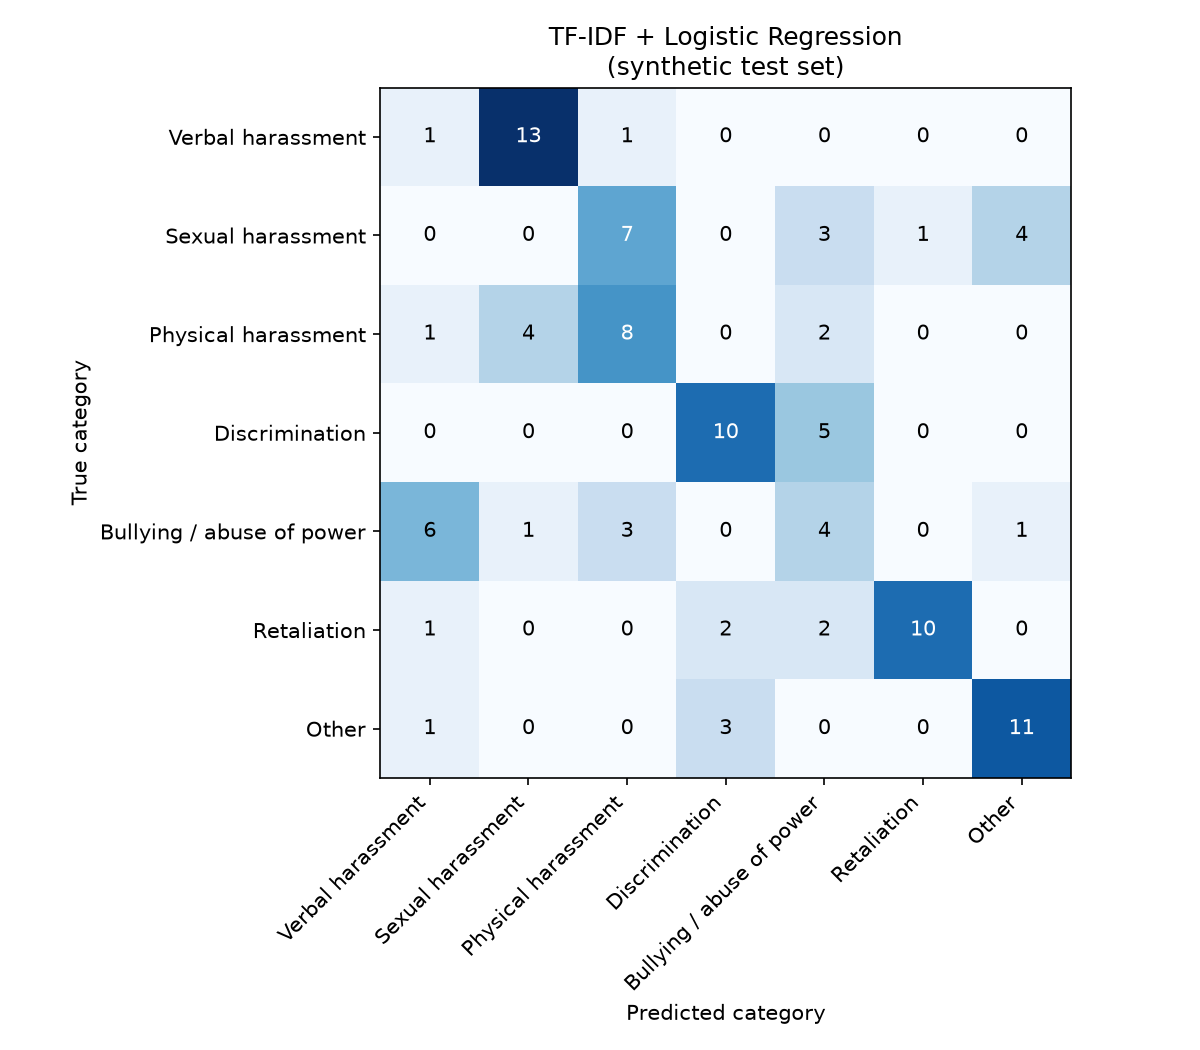 TF-IDF + Logistic Regression
(synthetic test set)
True category
Verbal harassment 1 13 1 0 0 0 0
Sexual harassment 0 0 7 0 3 1 4
Physical harassment 1 4 8 0 2 0 0
Discrimination 0 0 0 10 5 0 0
Bullying / abuse of power 6 1 3 0 4 0 1
Retaliation 1 0 0 2 2 10 0
Other 1 0 0 3 0 0 11
Verbal harassment
Sexual harassment
Physical harassment
Discrimination
Bullying / abuse of power
Retaliation
Other
Predicted category